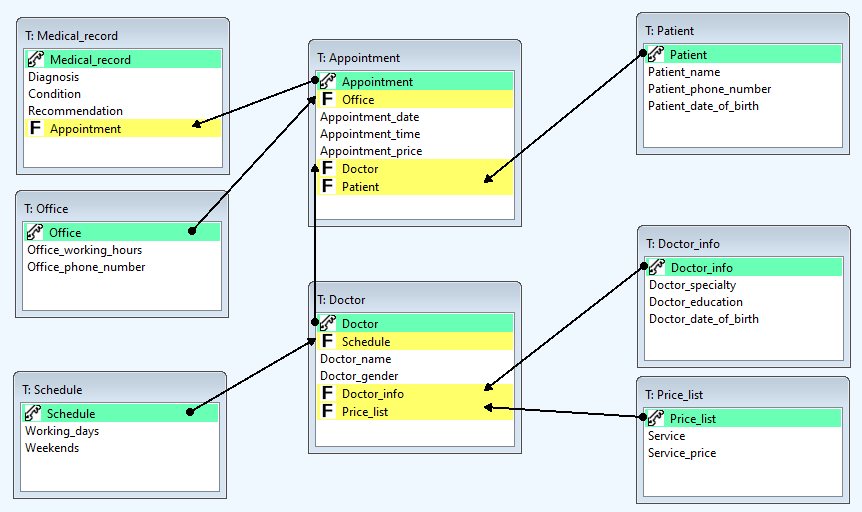 T: Medical_record
Medical_record
Diagnosis
Condition
Recommendation
F Appointment
T: Appointment
Appointment
F Office
Appointment_date
Appointment_time
Appointment_price
F Doctor
F Patient
T: Patient
Patient
Patient_name
Patient_phone_number
Patient_date_of_birth
T: Office
Office
Office_working_hours
Office_phone_number
T: Doctor
Doctor
F Schedule
Doctor_name
Doctor_gender
F Doctor_info
F Price_list
T: Doctor_info
Doctor_info
Doctor_specialty
Doctor_education
Doctor_date_of_birth
T: Schedule
Schedule
Working_days
Weekends
T: Price_list
Price_list
Service
Service_price